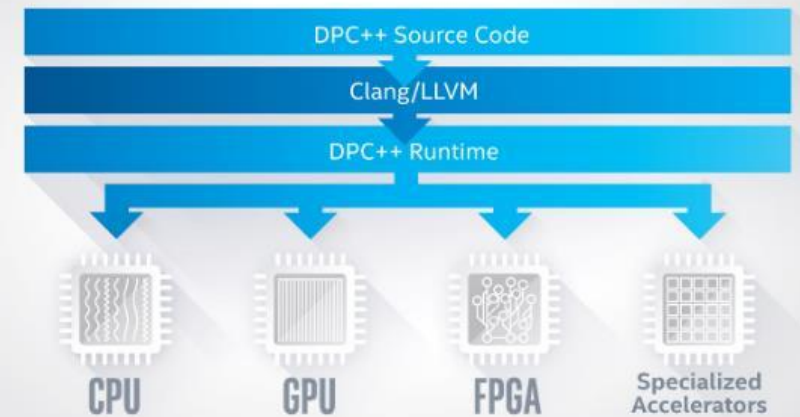 DPC++ Source Code
Clang/LLVM
DPC++ Runtime
CPU
GPU
FPGA
Specialized
Accelerators